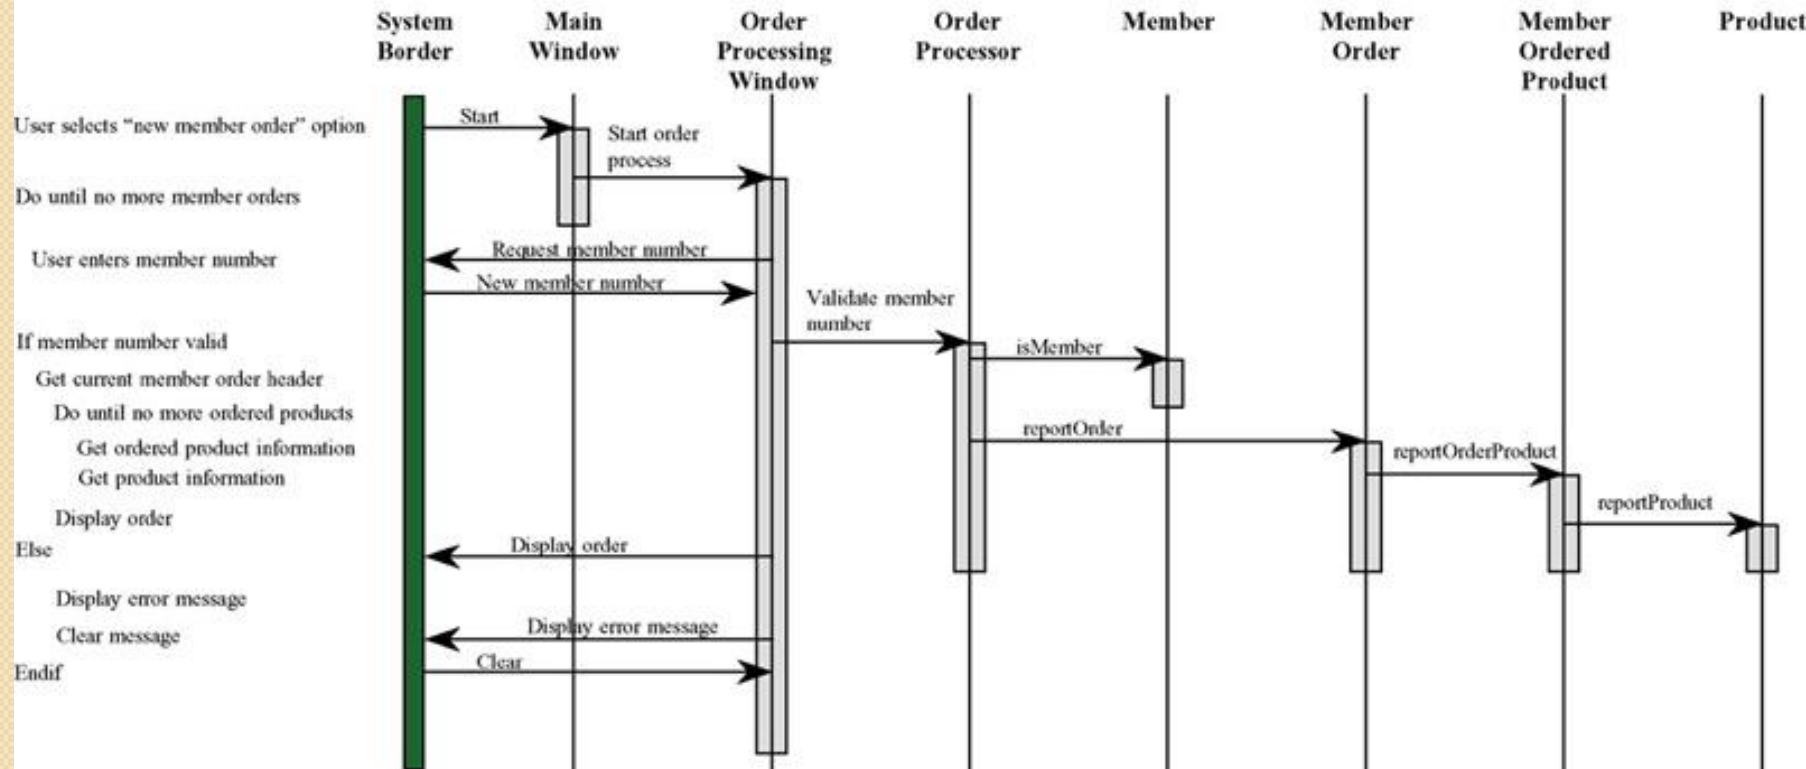 System
Border
Main
Window
Order
Processing
Window
Order
Processor
Member
Member
Order
Member
Ordered
Product
Product
User selects “new member order” option
Start
Start order
process
Do until no more member orders
Request member number
User enters member number
New member number
Validate member
number
If member number valid
isMember
Get current member order header
Do until no more ordered products
reportOrder
Get ordered product information
reportOrderProduct
Get product information
reportProduct
Display order
Else
Display order
Display error message
Display error message
Clear message
Clear
Endif